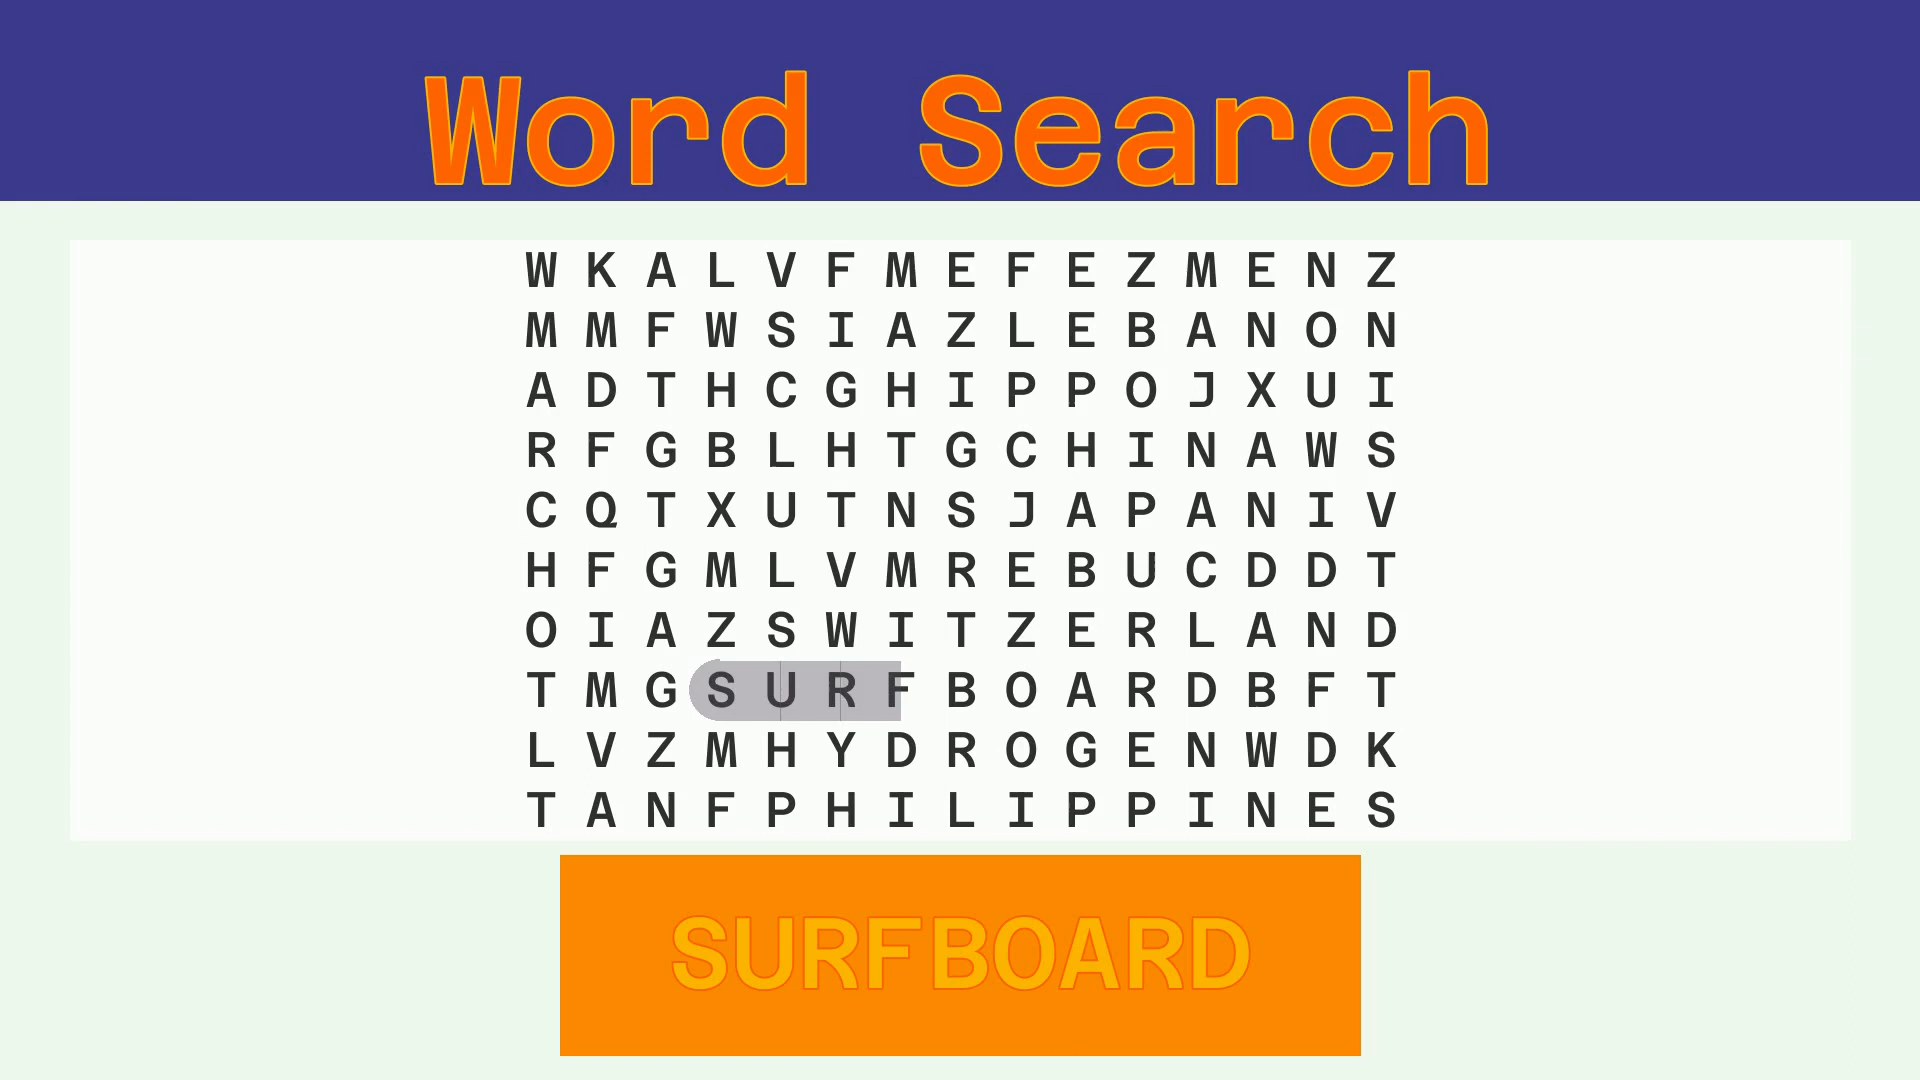 Word Search
W K A L V F M E F E Z M E N Z
M M F W S I A Z L E B A N O N
A D T H C G H I P P O J X U I
R F G B L H T G C H I N A W S
C Q T X U T N S J A P A N I V
H F G M L V M R E B U C D D T
O I A Z S W I T Z E R L A N D
T M G S U R F B O A R D B F T
L V Z M H Y D R O G E N W D K
T A N F P H I L I P P I N E S
SURFBOARD